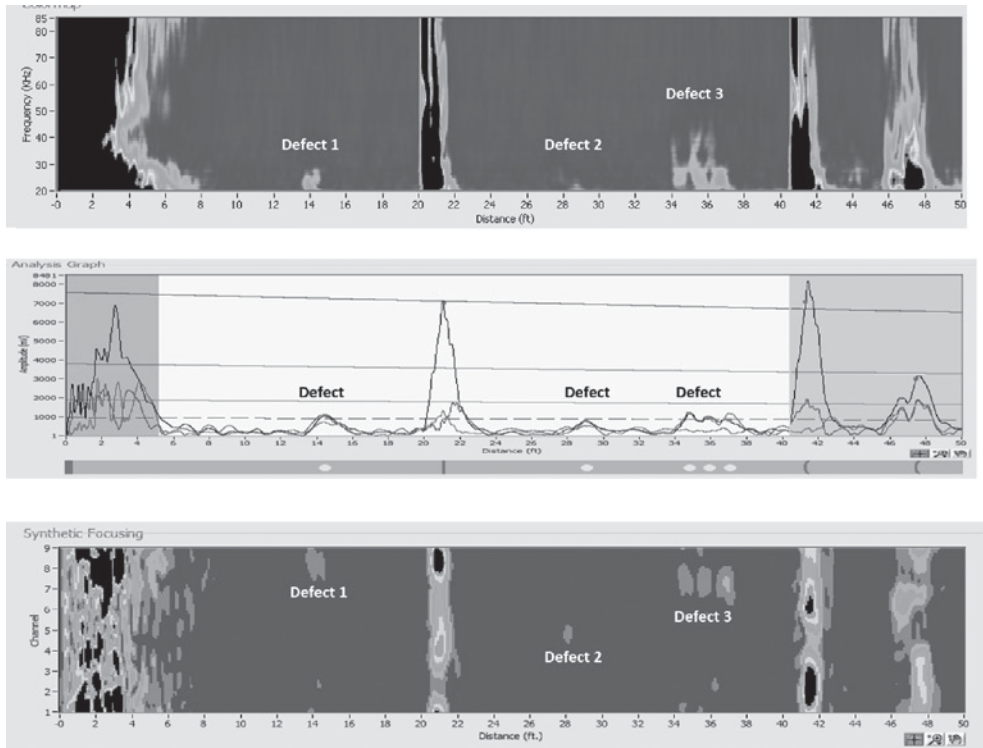 Colormap
85
80
70
60
50
40
30
20
Frequency (KHz)
Defect 1
Defect 2
Defect 3
-0 2 4 6 8 10 12 14 16 18 20 22 24 26 28 30 32 34 36 38 40 42 44 46 48 50
Distance (ft)
Analysis Graph
8481
8000
7000
6000
5000
4000
3000
2000
1000
1
Amplitude [ml]
Defect
Defect
Defect
0 2 4 6 8 10 12 14 16 18 20 22 24 26 28 30 32 34 36 38 40 42 44 46 48 50
Distance (ft)
Synthetic Focusing
9
8
7
6
5
4
3
2
1
Channel
Defect 1
Defect 2
Defect 3
-0 2 4 6 8 10 12 14 16 18 20 22 24 26 28 30 32 34 36 38 40 42 44 46 48 50
Distance (ft.)